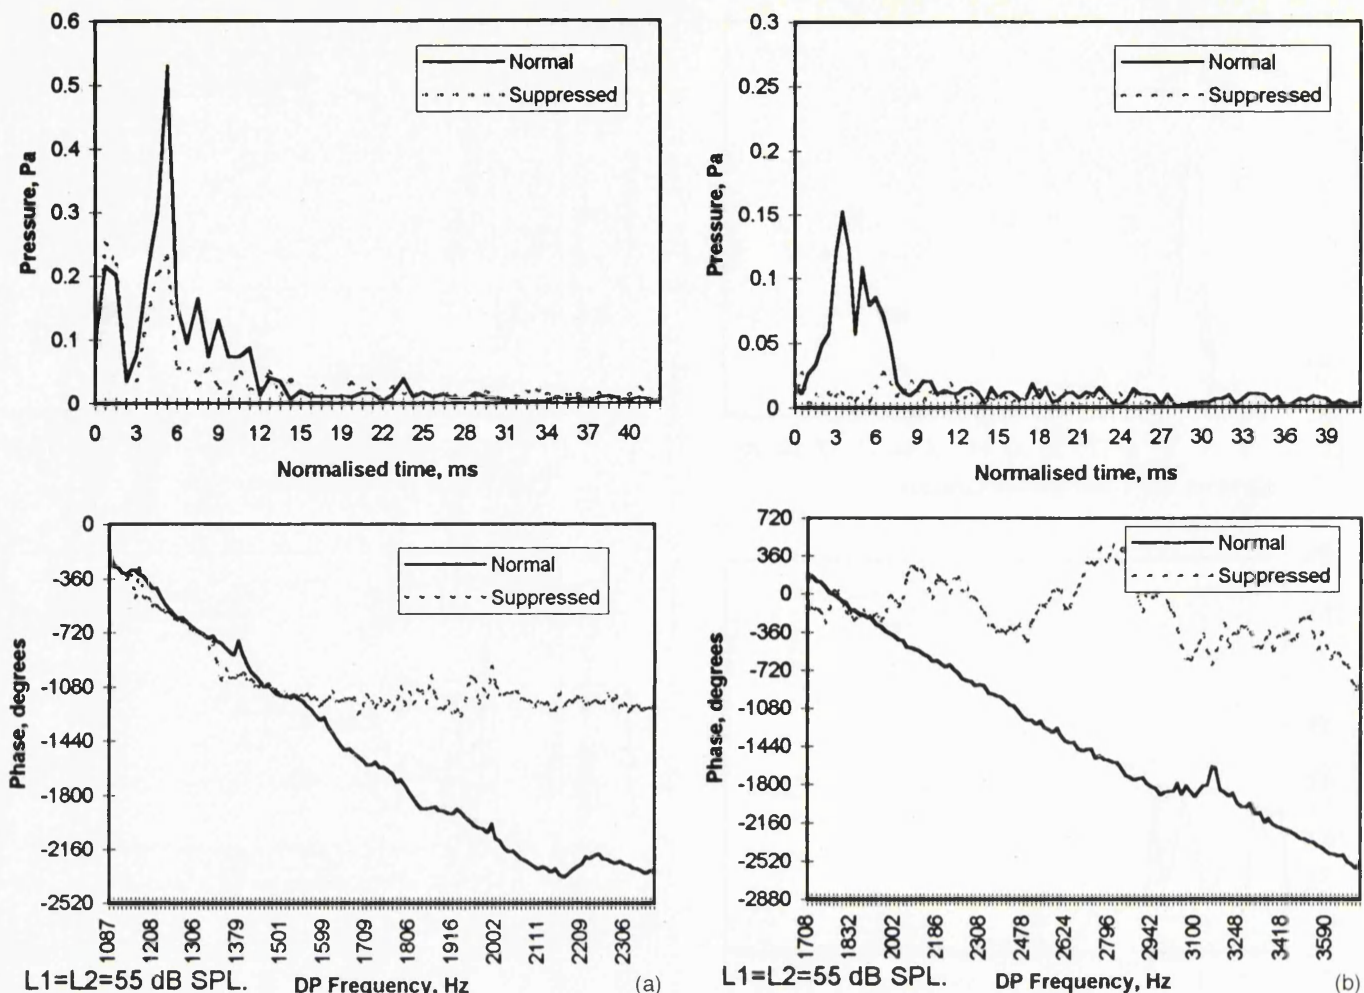 0.6
0.5
0.4
0.3
0.2
0.1
0
Pressure, Pa
Normal
Suppressed
0 3 6 9 12 15 19 22 25 28 31 34 37 40
Normalised time, ms
0.3
0.25
0.2
0.15
0.1
0.05
0
Pressure, Pa
Normal
Suppressed
0 3 6 9 12 15 18 21 24 27 30 33 36 39
Normalised time, ms
0
-360
-720
-1080
-1440
-1800
-2160
-2520
Phase, degrees
Normal
Suppressed
1087 1208 1306 1379 1501 1599 1709 1806 1916 2002 2111 2209 2306
L1=L2=55 dB SPL.
DP Frequency, Hz
(a)
720
360
0
-360
-720
-1080
-1440
-1800
-2160
-2520
-2880
Phase, degrees
Normal
Suppressed
1708 1832 2002 2186 2308 2478 2624 2796 2942 3100 3248 3418 3590
L1=L2=55 dB SPL.
DP Frequency, Hz
(b)